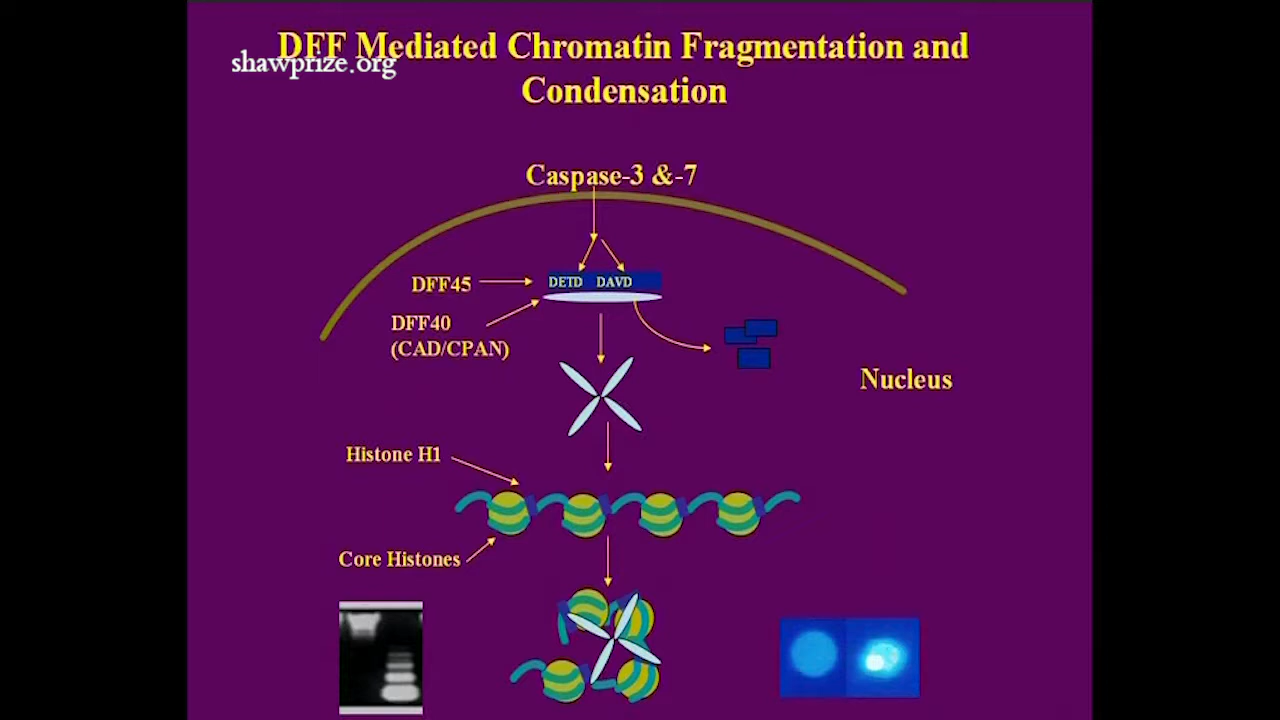 DFF Mediated Chromatin Fragmentation and
shawprize.org
Condensation
Caspase-3 &-7
DFF45
DETD DAVD
DFF40
(CAD/CPAN)
Nucleus
Histone H1
Core Histones